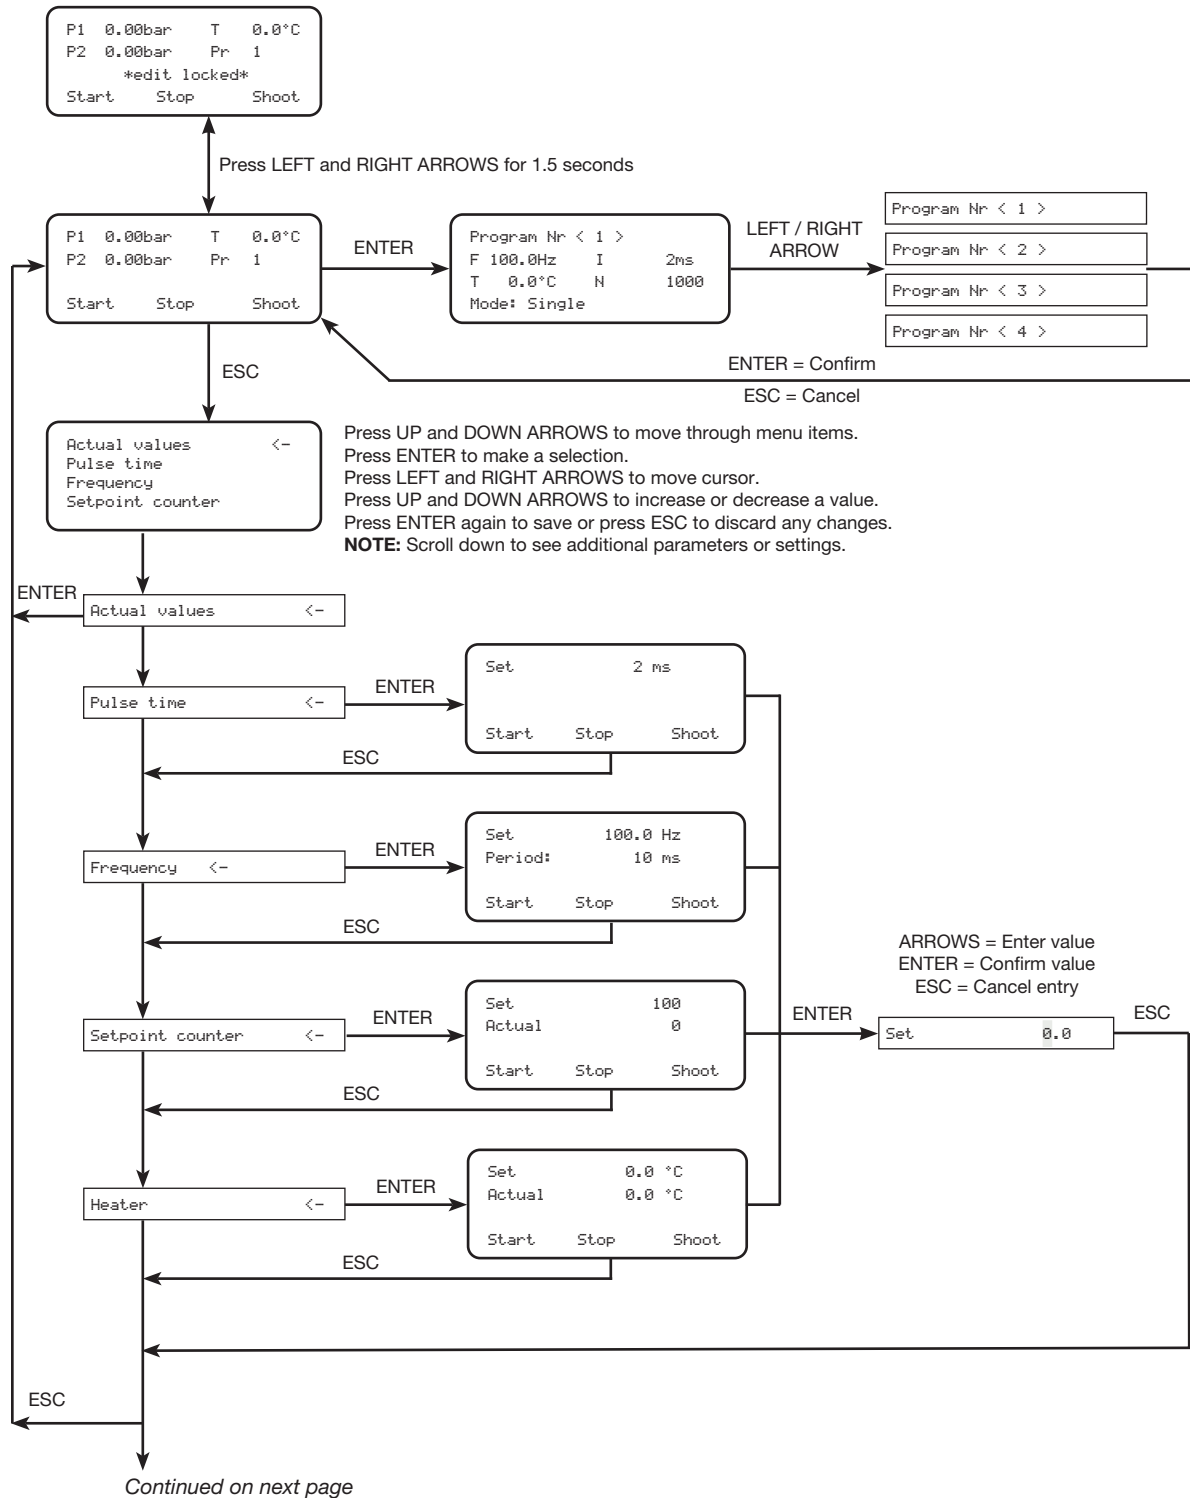 P1 0.00bar T 0.0°C
P2 0.00bar Pr 1
*edit locked*
Start Stop Shoot
Press LEFT and RIGHT ARROWS for 1.5 seconds
P1 0.00bar T 0.0°C
P2 0.00bar Pr 1
Start Stop Shoot
ENTER
Program Nr < 1 >
F 100.0Hz I 2ms
T 0.0°C N 1000
Mode: Single
LEFT / RIGHT
ARROW
Program Nr < 1 >
Program Nr < 2 >
Program Nr < 3 >
Program Nr < 4 >
ENTER = Confirm
ESC = Cancel
ESC
Actual values <-
Pulse time
Frequency
Setpoint counter
Press UP and DOWN ARROWS to move through menu items.
Press ENTER to make a selection.
Press LEFT and RIGHT ARROWS to move cursor.
Press UP and DOWN ARROWS to increase or decrease a value.
Press ENTER again to save or press ESC to discard any changes.
NOTE: Scroll down to see additional parameters or settings.
ENTER
Actual values <-
Pulse time <-
ENTER
Set 2 ms
Start Stop Shoot
ESC
Frequency <-
ENTER
Set 100.0 Hz
Period: 10 ms
Start Stop Shoot
ESC
Setpoint counter <-
ENTER
Set 100
Actual 0
Start Stop Shoot
ESC
ENTER
ARROWS = Enter value
ENTER = Confirm value
ESC = Cancel entry
Set 0.0
ESC
Heater <-
ENTER
Set 0.0 °C
Actual 0.0 °C
Start Stop Shoot
ESC
ESC
Continued on next page